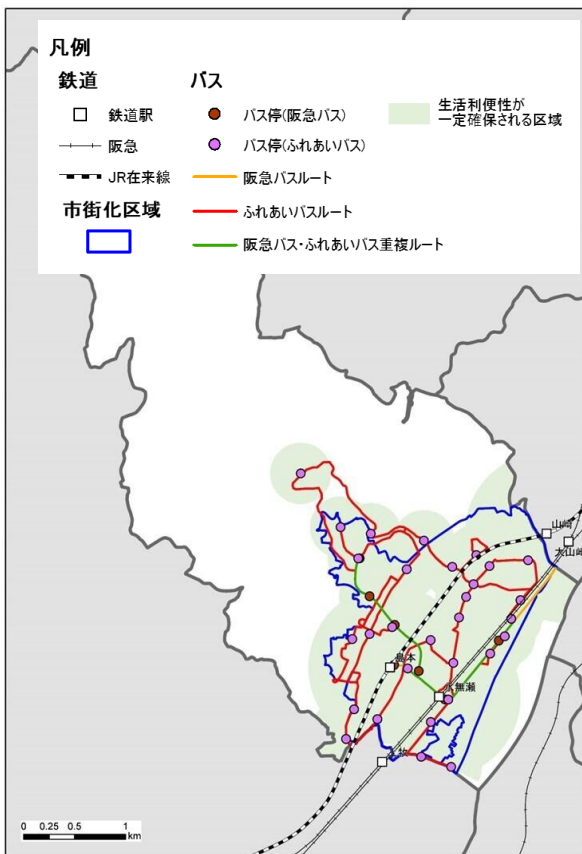 凡例
鉄道
バス
鉄道駅
バス停(阪急バス)
生活利便性が
一定確保される区域
阪急
バス停(ふれあいバス)
JR在来線
阪急バスルート
市街化区域
ふれあいバスルート
阪急バス・ふれあいバス重複ルート
山崎
大山崎
島本
水無瀬
上牧
0 0.25 0.5 1
km